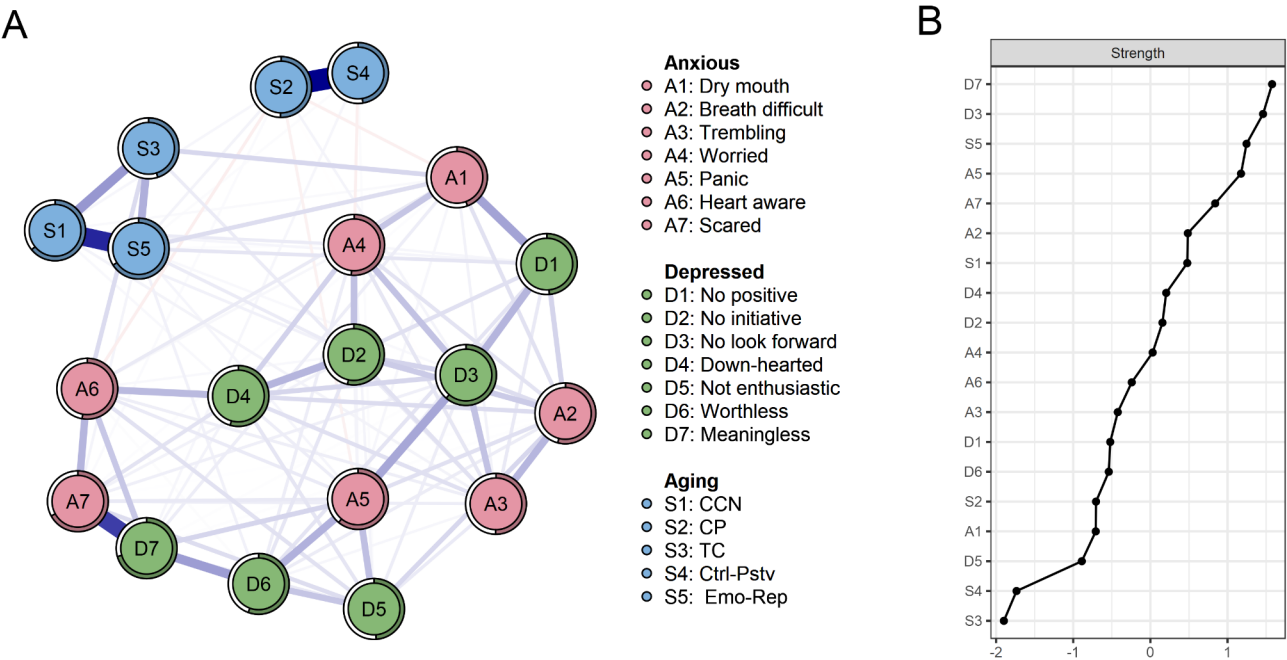 A
S2
S4
S3
A1
S1
S5
A4
D1
D2
A6
D4
D3
A2
A7
A5
A3
D7
D6
D5
Anxious
A1: Dry mouth
A2: Breath difficult
A3: Trembling
A4: Worried
A5: Panic
A6: Heart aware
A7: Scared
Depressed
D1: No positive
D2: No initiative
D3: No look forward
D4: Down-hearted
D5: Not enthusiastic
D6: Worthless
D7: Meaningless
Aging
S1: CCN
S2: CP
S3: TC
S4: Ctrl-Pstv
S5: Emo-Rep
B
Strength
D7
D3
S5
A5
A7
A2
S1
D4
D2
A4
A6
A3
D1
D6
S2
A1
D5
S4
S3
-2 -1 0 1